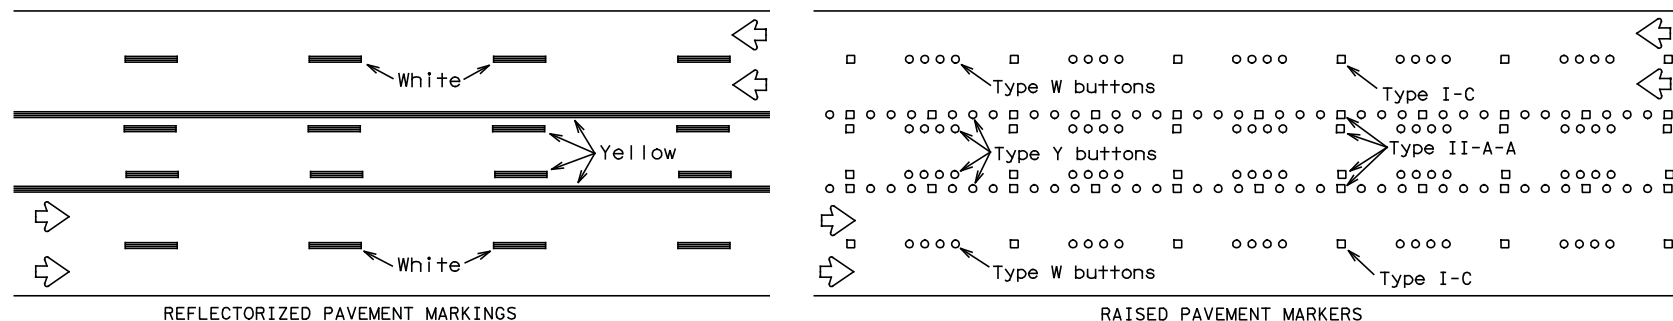 White
Yellow
White
REFLECTORIZED PAVEMENT MARKINGS
Type W buttons
Type I-C
Type Y buttons
Type II-A-A
Type W buttons
Type I-C
RAISED PAVEMENT MARKERS